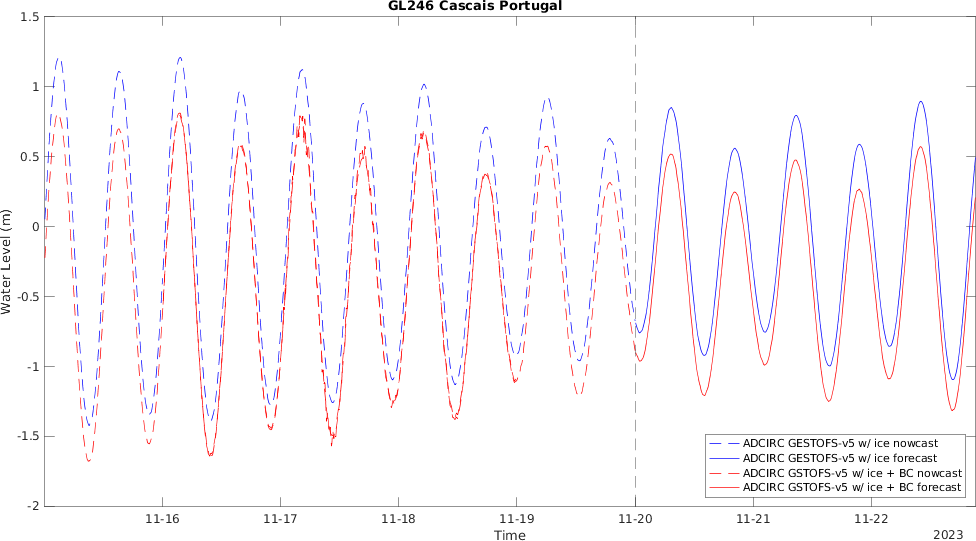 GL246 Cascais Portugal
1.5
1
0.5
0
-0.5
-1
-1.5
-2
Water Level (m)
11-16
11-17
11-18
11-19
11-20
11-21
11-22
Time
2023
ADCIRC GESTOFS-v5 w/ ice nowcast
ADCIRC GESTOFS-v5 w/ ice forecast
ADCIRC GSTOFS-v5 w/ ice + BC nowcast
ADCIRC GSTOFS-v5 w/ ice + BC forecast